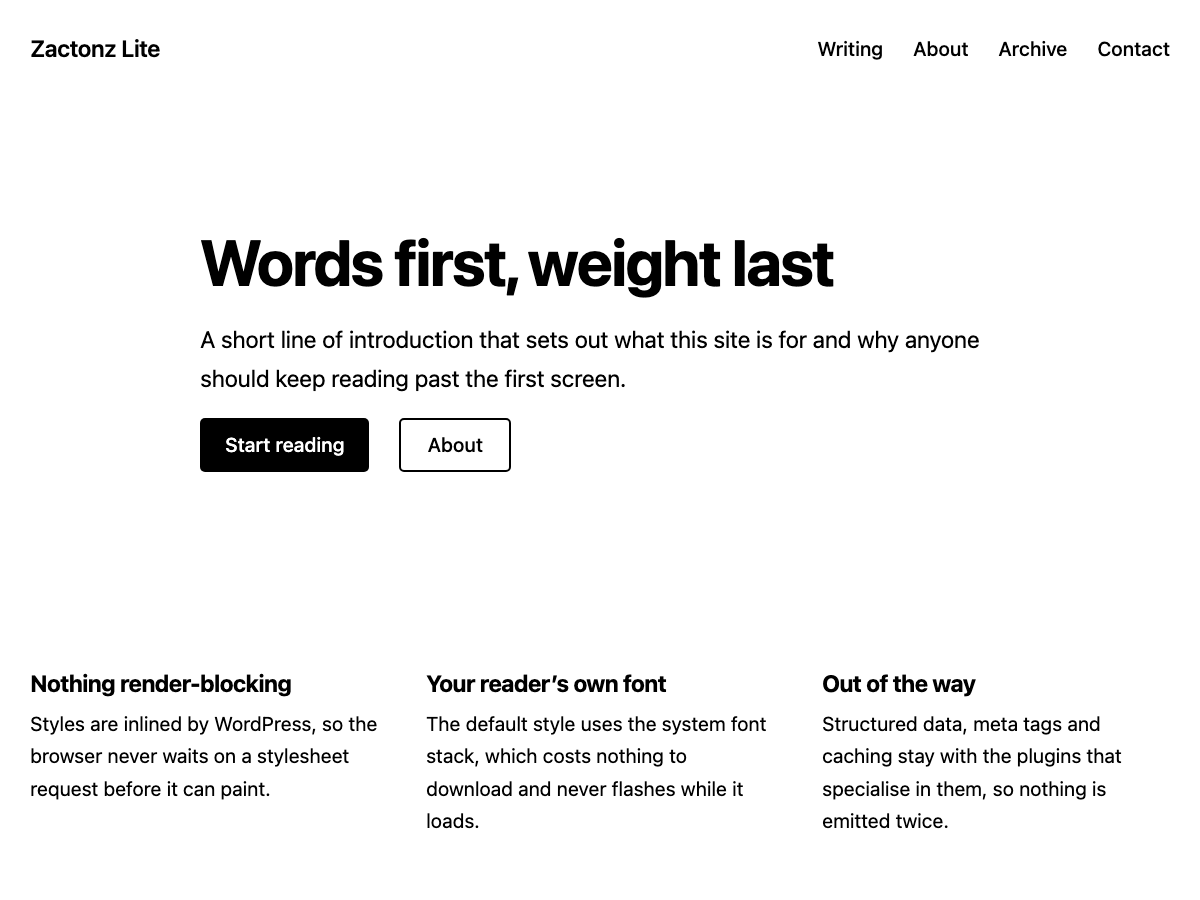 Zactonz Lite
Writing About Archive Contact
Words first, weight last
A short line of introduction that sets out what this site is for and why anyone
should keep reading past the first screen.
Start reading
About
Nothing render-blocking
Styles are inlined by WordPress, so the
browser never waits on a stylesheet
request before it can paint.
Your reader’s own font
The default style uses the system font
stack, which costs nothing to
download and never flashes while it
loads.
Out of the way
Structured data, meta tags and
caching stay with the plugins that
specialise in them, so nothing is
emitted twice.